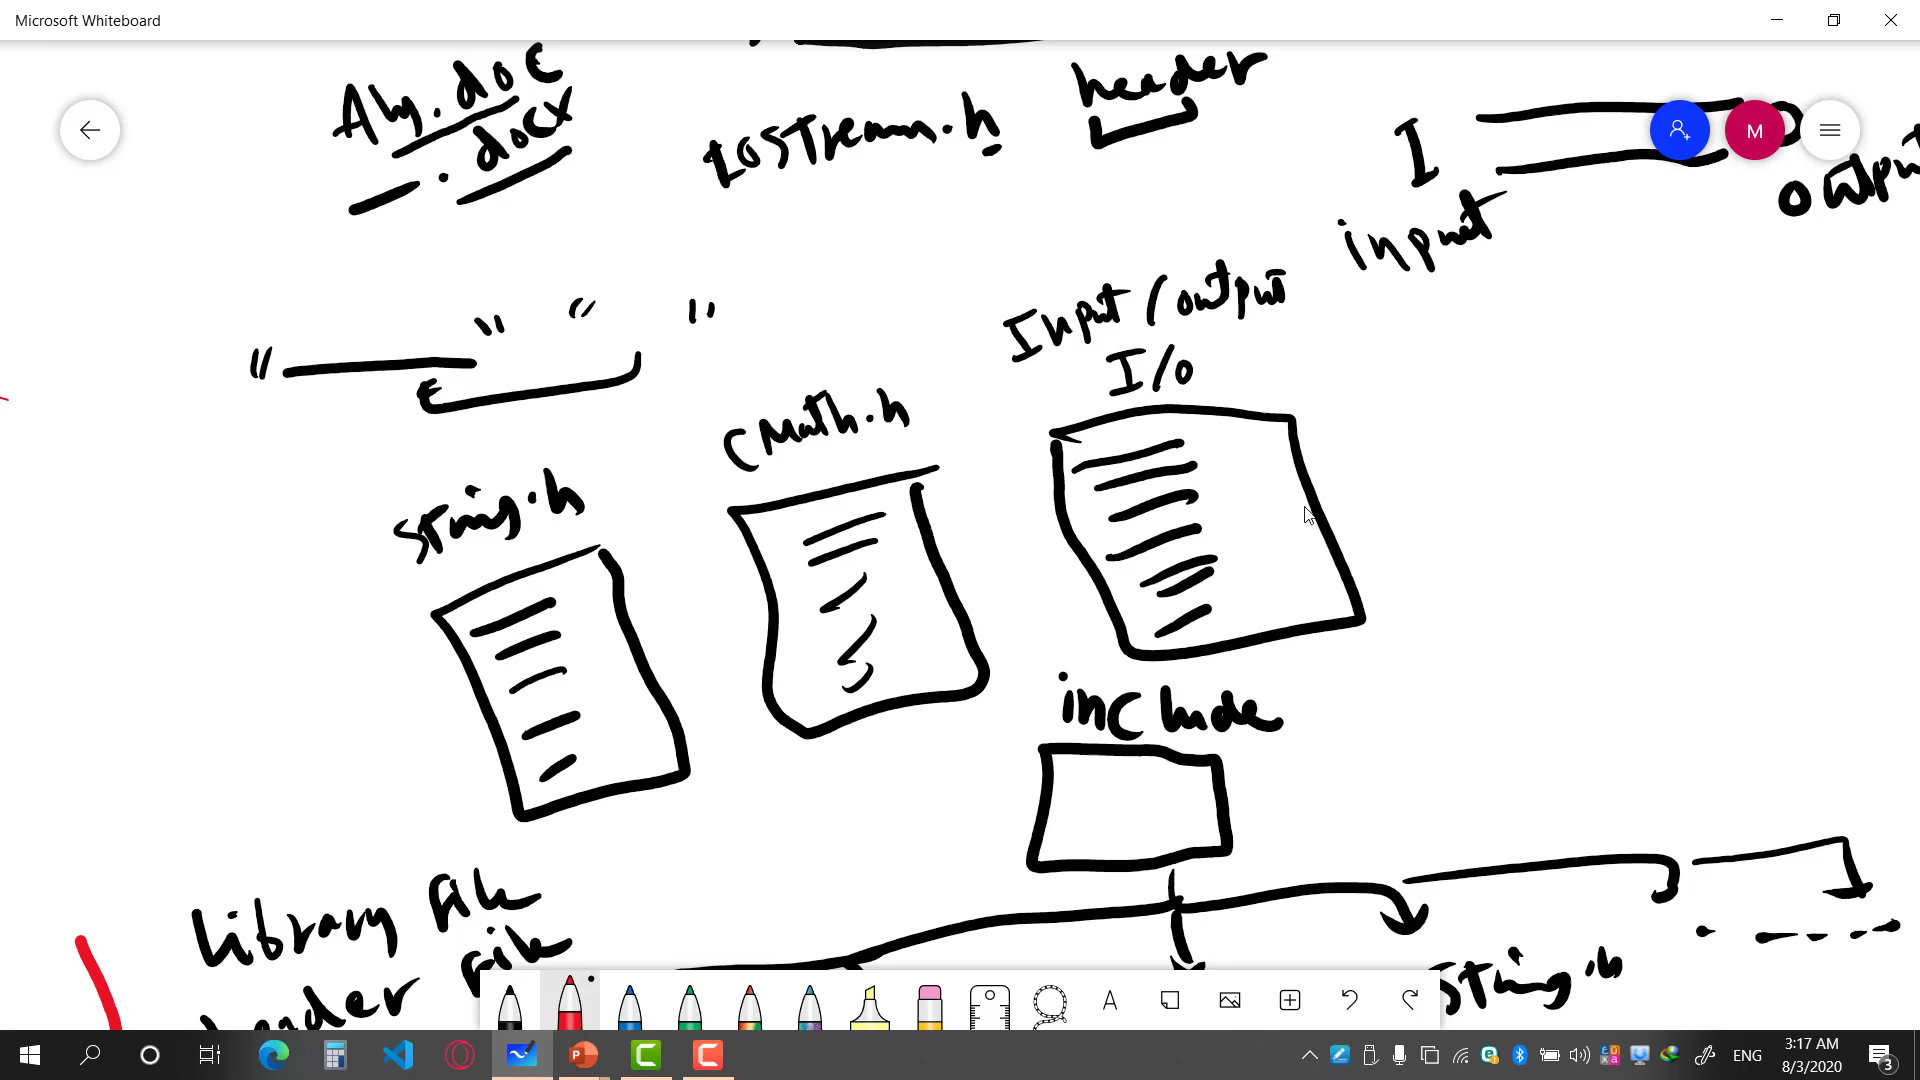 Microsoft Whiteboard
Alg.doc
.docx
Iostream.h
header
I
input
output
M
" " " "
Input/output
I/O
CMath.h
String.h
include
Library File
Header File
String.h
A
ENG
3:17 AM
8/3/2020
3